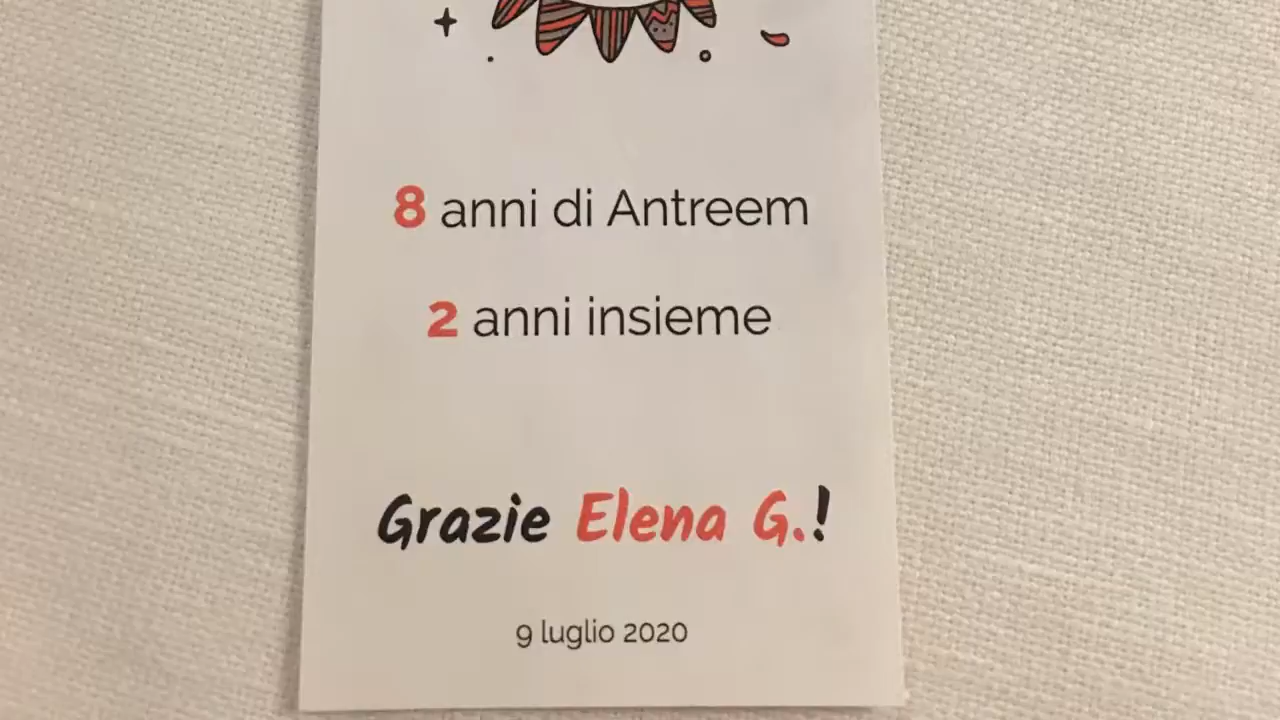 8 anni di Antreem
2 anni insieme
Grazie Elena G.!
9 luglio 2020